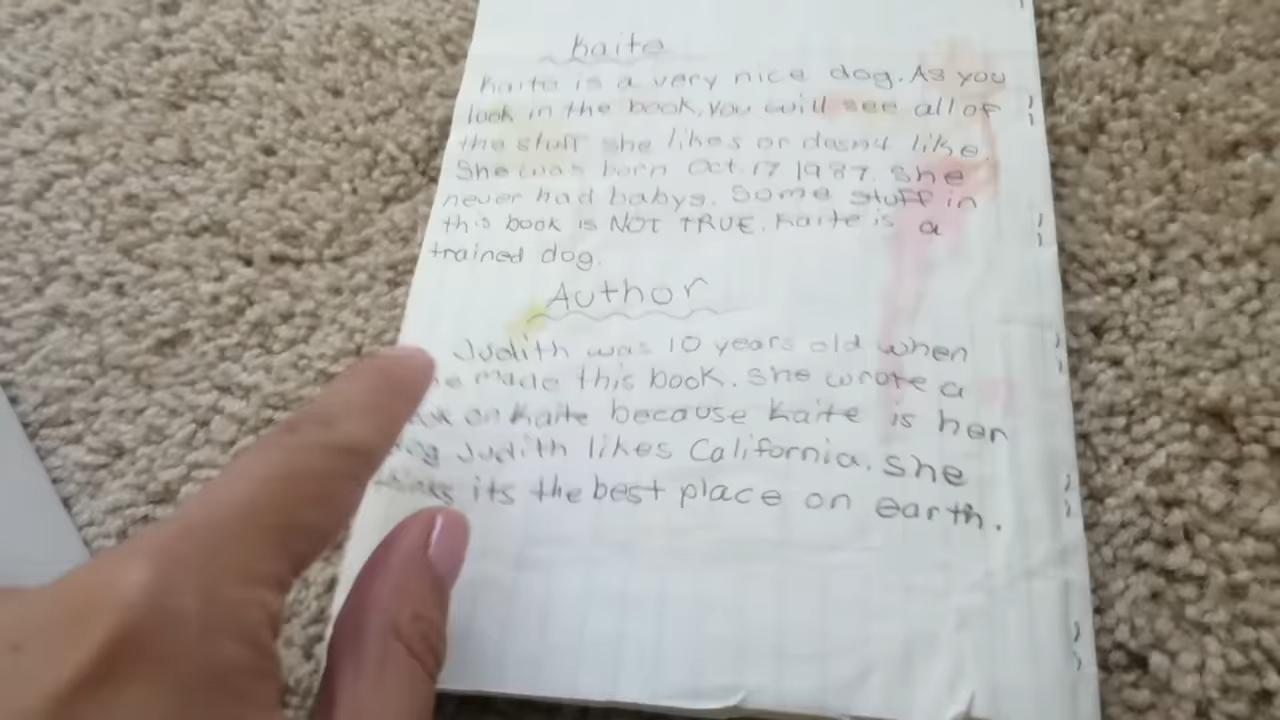 Kaite
Kaite is a very nice dog. As you
look in the book, you will see all of
the stuff she likes or dasnt like.
She was born Oct. 17 1987. She
never had babys. Some stuff in
this book is NOT TRUE. Kaite is a
trained dog.
Author
Judith was 10 years old when
made this book. She wrote a
on Kaite because Kaite is her
Judith likes California. She
its the best place on earth.